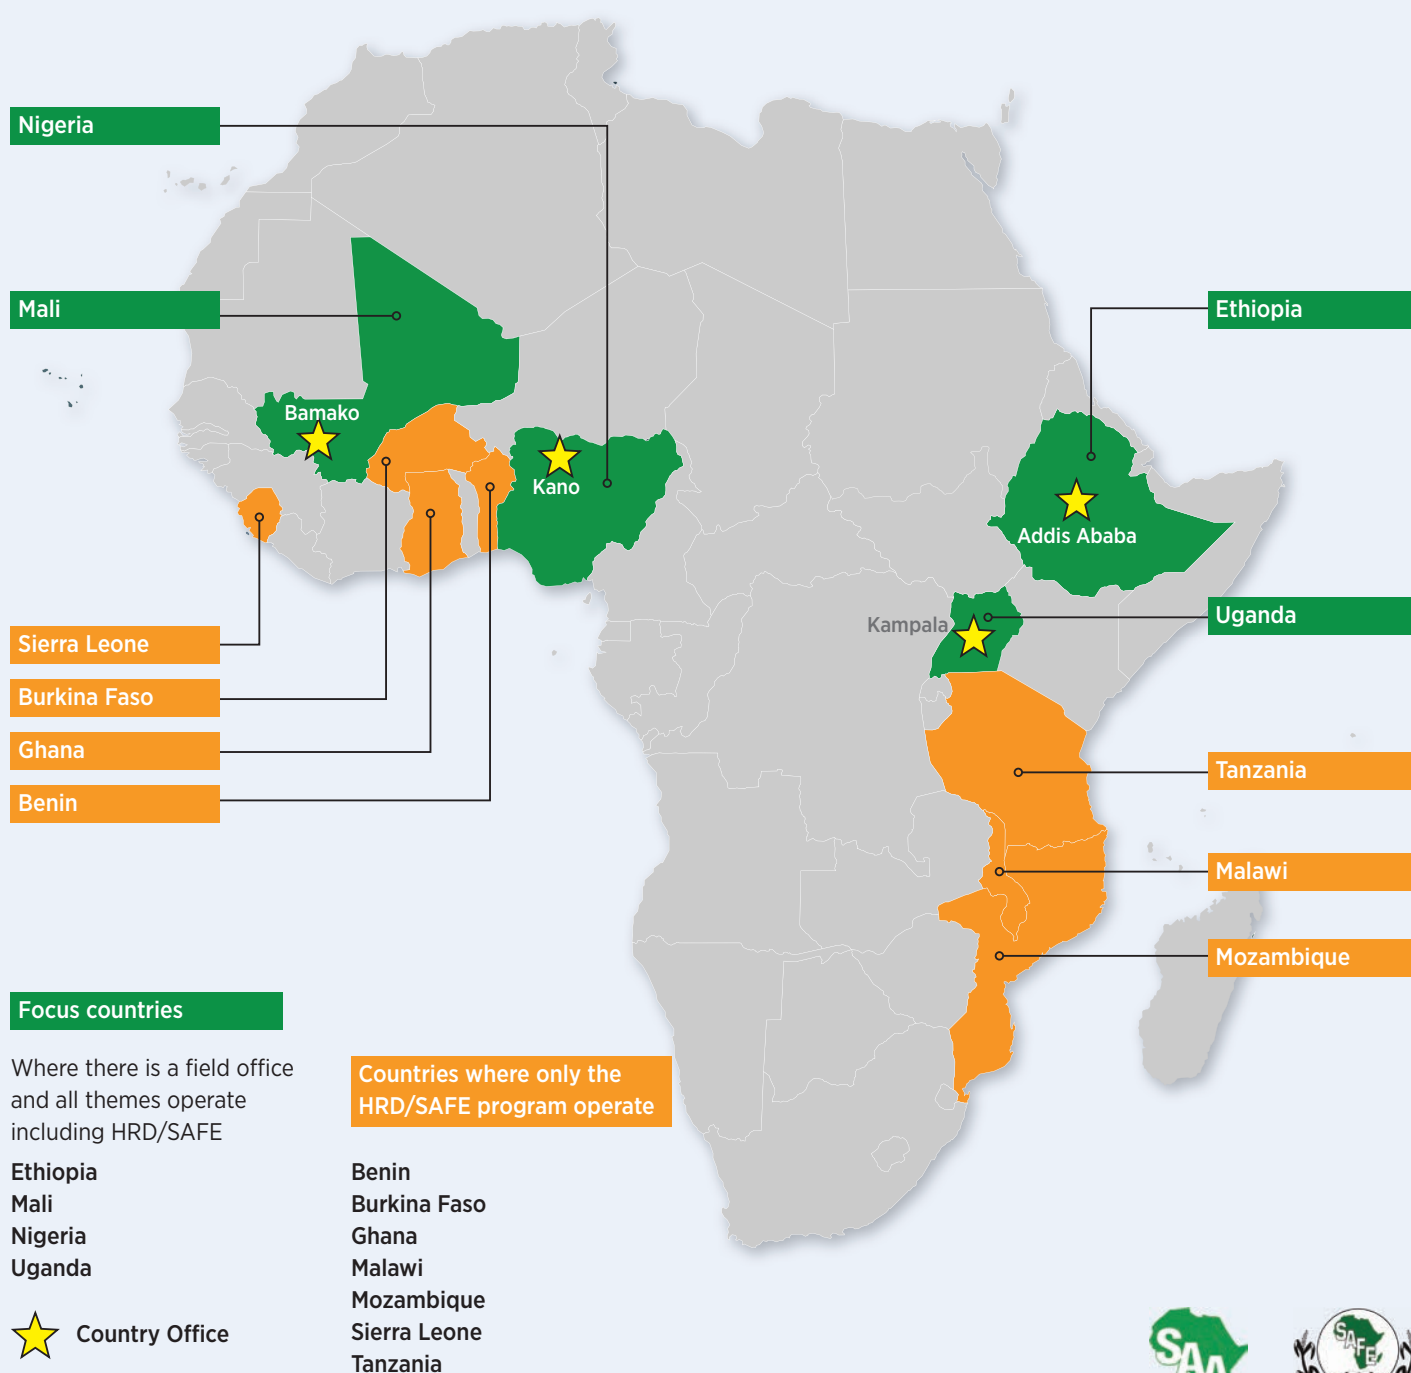 Nigeria
Mali
Ethiopia
Bamako
Kano
Addis Ababa
Kampala
Uganda
Sierra Leone
Burkina Faso
Ghana
Benin
Tanzania
Malawi
Mozambique
Focus countries
Where there is a field office
and all themes operate
including HRD/SAFE
Ethiopia
Mali
Nigeria
Uganda
Country Office
Countries where only the
HRD/SAFE program operate
Benin
Burkina Faso
Ghana
Malawi
Mozambique
Sierra Leone
Tanzania
SAA
SAFE